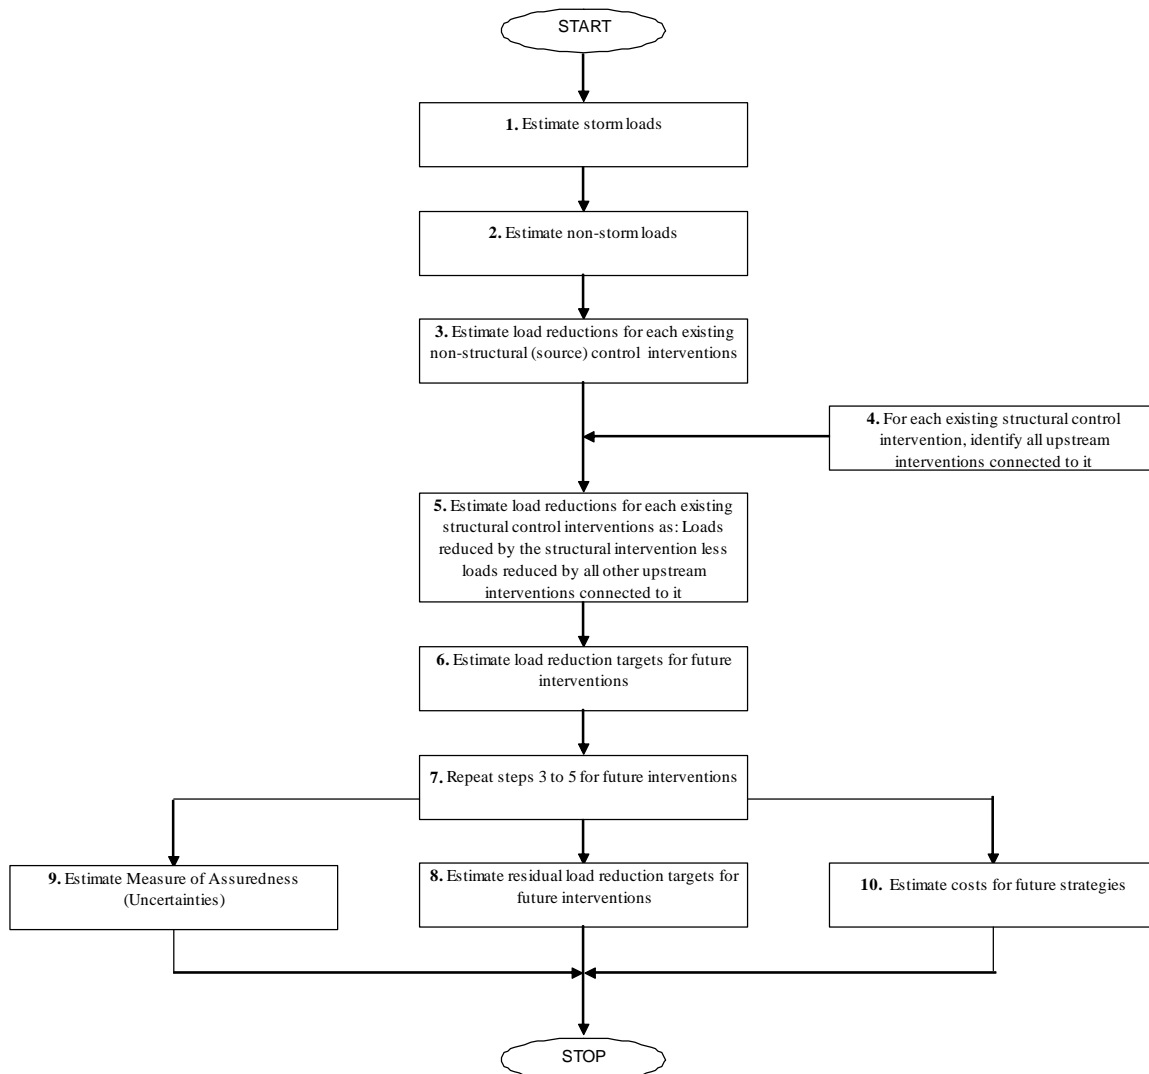 START
1. Estimate storm loads
2. Estimate non-storm loads
3. Estimate load reductions for each existing
non-structural (source) control interventions
4. For each existing structural control
intervention, identify all upstream
interventions connected to it
5. Estimate load reductions for each existing
structural control interventions as: Loads
reduced by the structural intervention less
loads reduced by all other upstream
interventions connected to it
6. Estimate load reduction targets for future
interventions
7. Repeat steps 3 to 5 for future interventions
9. Estimate Measure of Assuredness
(Uncertainties)
8. Estimate residual load reduction targets for
future interventions
10. Estimate costs for future strategies
STOP